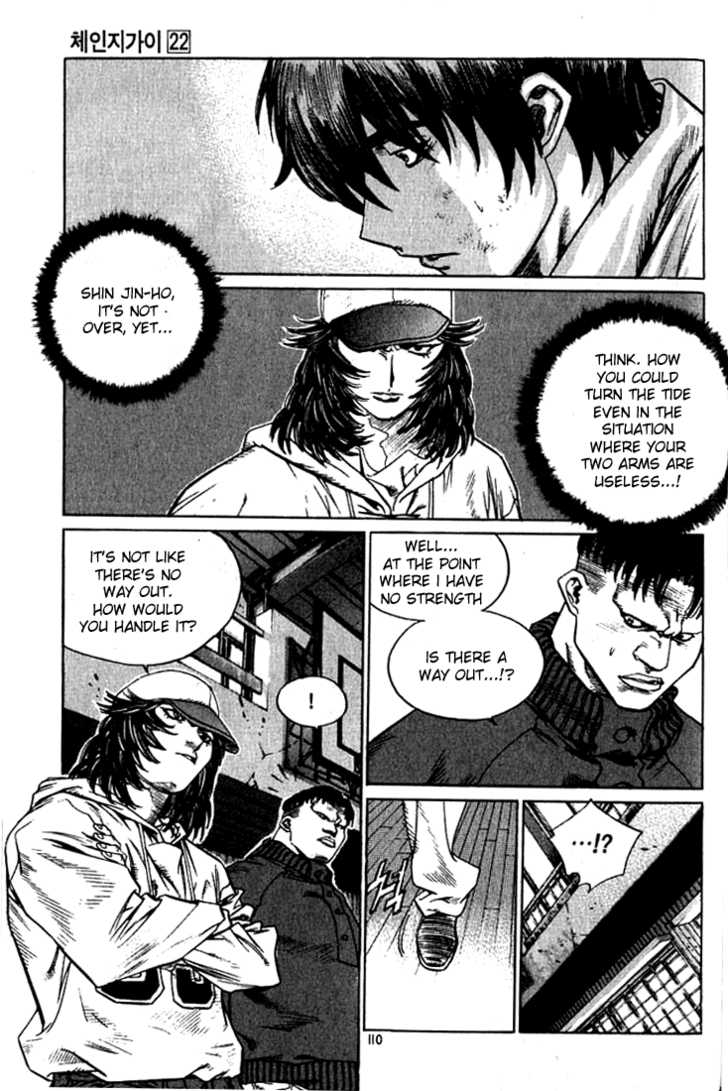 체인지가이 22
SHIN JIN-HO,
IT'S NOT
OVER, YET...
THINK. HOW
YOU COULD
TURN THE TIDE
EVEN IN THE
SITUATION
WHERE YOUR
TWO ARMS ARE
USELESS...!
IT'S NOT LIKE
THERE'S NO
WAY OUT.
HOW WOULD
YOU HANDLE IT?
!
WELL...
AT THE POINT
WHERE I HAVE
NO STRENGTH
IS THERE A
WAY OUT...!?
...!?
110